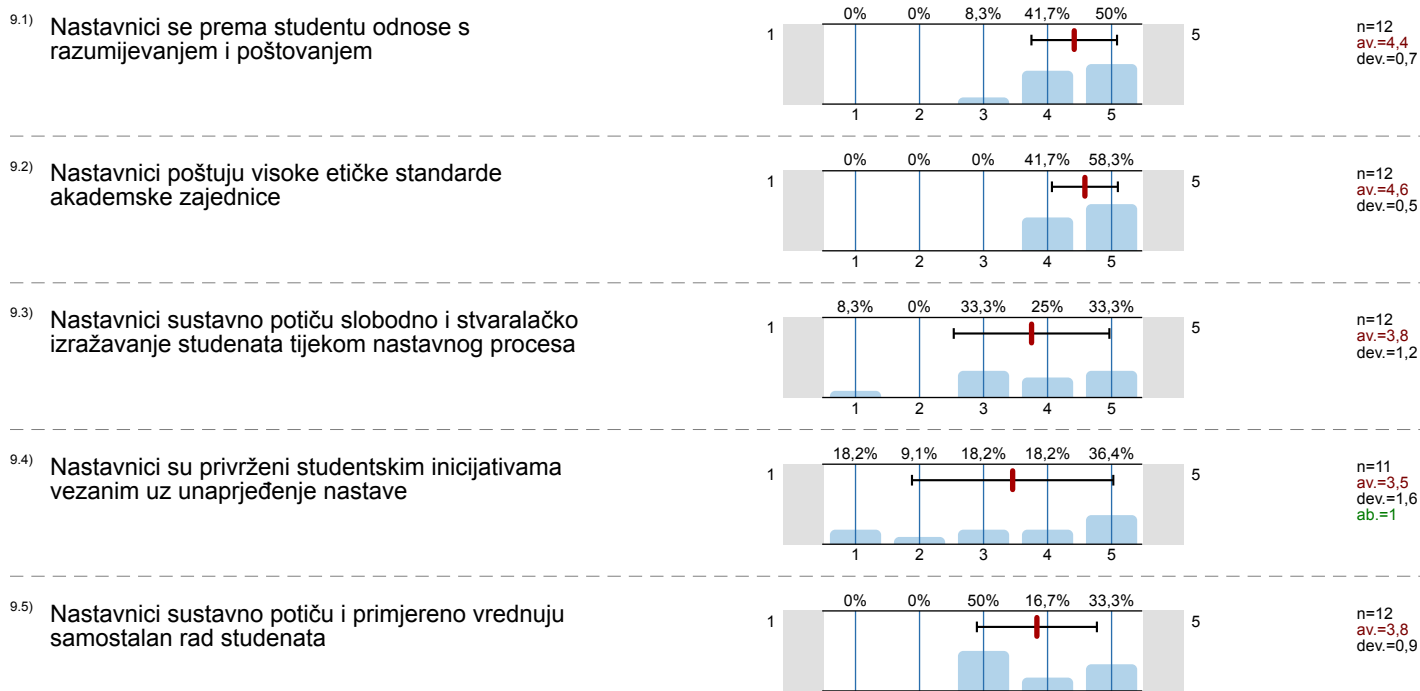 9.1) Nastavnici se prema studentu odnose s
razumijevanjem i poštovanjem
0% 0% 8,3% 41,7% 50%
1 5
1 2 3 4 5
n=12
av.=4,4
dev.=0,7
9.2) Nastavnici poštuju visoke etičke standarde
akademske zajednice
0% 0% 0% 41,7% 58,3%
1 5
1 2 3 4 5
n=12
av.=4,6
dev.=0,5
9.3) Nastavnici sustavno potiču slobodno i stvaralačko
izražavanje studenata tijekom nastavnog procesa
8,3% 0% 33,3% 25% 33,3%
1 5
1 2 3 4 5
n=12
av.=3,8
dev.=1,2
9.4) Nastavnici su privrženi studentskim inicijativama
vezanim uz unaprjeđenje nastave
18,2% 9,1% 18,2% 18,2% 36,4%
1 5
1 2 3 4 5
n=11
av.=3,5
dev.=1,6
ab.=1
9.5) Nastavnici sustavno potiču i primjereno vrednuju
samostalan rad studenata
0% 0% 50% 16,7% 33,3%
1 5
n=12
av.=3,8
dev.=0,9